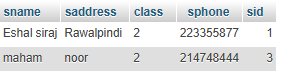 sname saddress class sphone sid
Eshal siraj Rawalpindi 2 223355877 1
maham noor 2 214748444 3